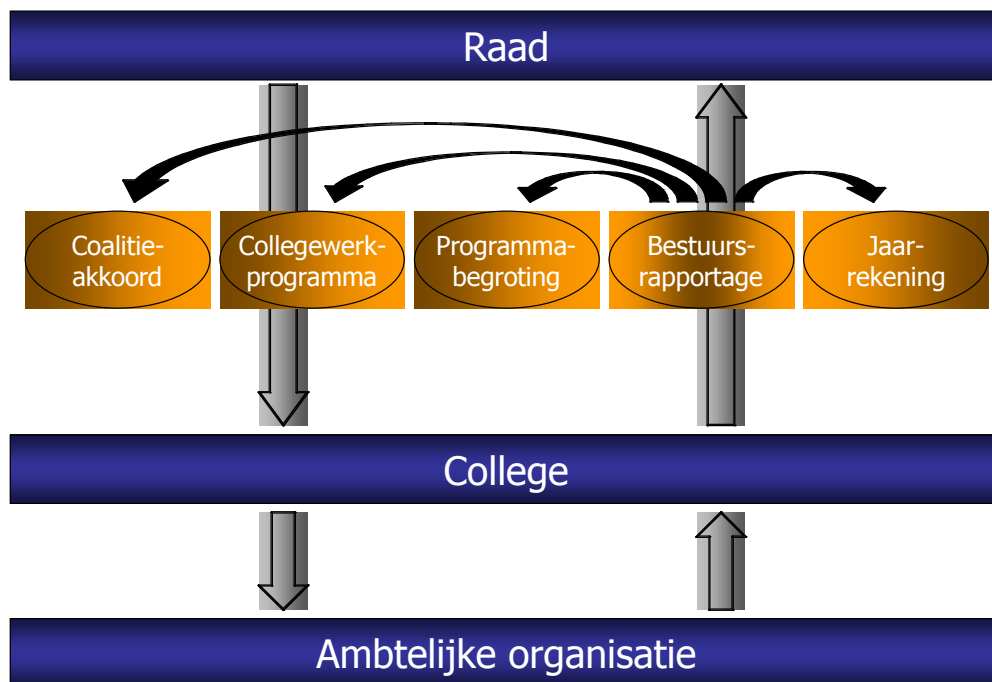 Raad
Coalitie-
akkoord
Collegewerk-
programma
Programma-
begroting
Bestuurs-
rapportage
Jaar-
rekening
College
Ambtelijke organisatie